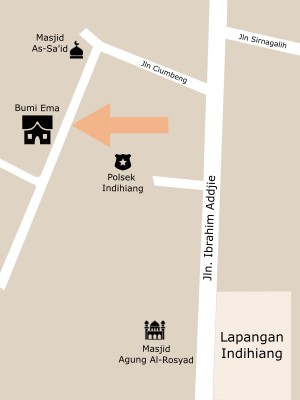 Masjid
As-Sa'id
Jln Sirnagalih
Jln Ciumbeng
Bumi Ema
Polsek
Indihiang
Jln. Ibrahim Addjie
Lapangan
Indihiang
Masjid
Agung Al-Rosyad